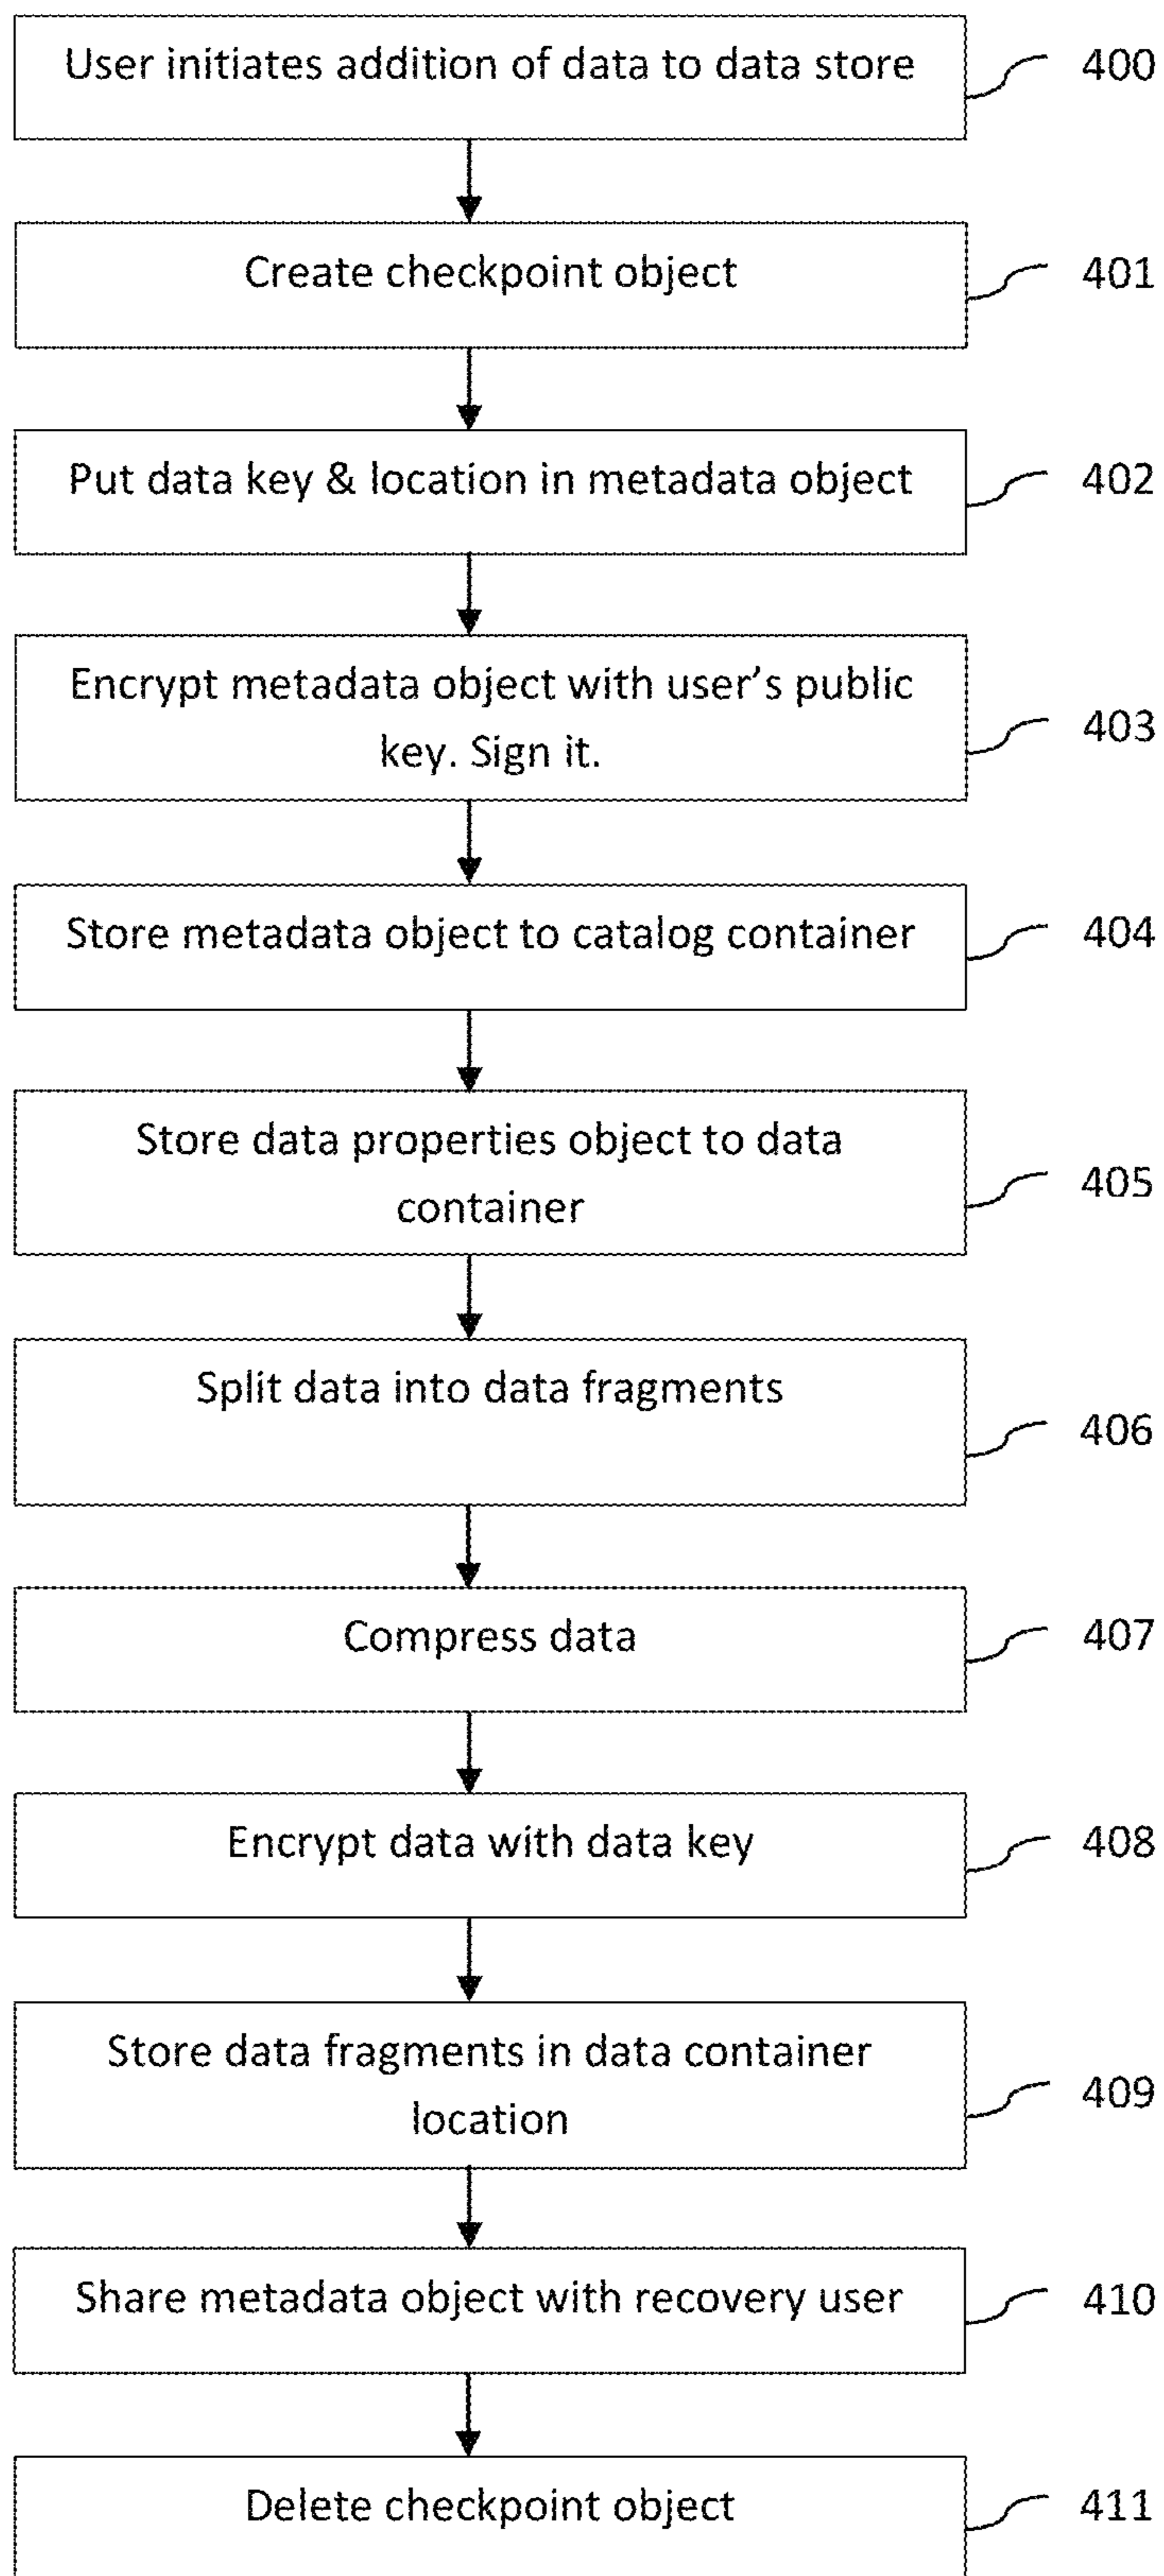 User initiates addition of data to data store
400
Create checkpoint object
401
Put data key & location in metadata object
402
Encrypt metadata object with user’s public
key. Sign it.
403
Store metadata object to catalog container
404
Store data properties object to data
container
405
Split data into data fragments
406
Compress data
407
Encrypt data with data key
408
Store data fragments in data container
location
409
Share metadata object with recovery user
410
Delete checkpoint object
411